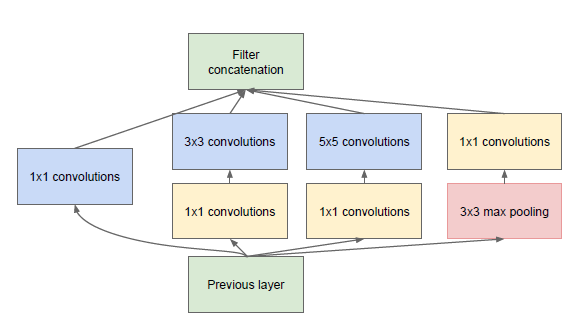 Filter
concatenation
3x3 convolutions
5x5 convolutions
1x1 convolutions
1x1 convolutions
1x1 convolutions
1x1 convolutions
3x3 max pooling
Previous layer